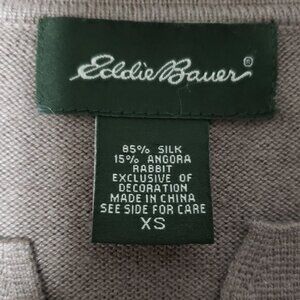 Eddie Bauer®
85% SILK
15% ANGORA
RABBIT
EXCLUSIVE OF
DECORATION
MADE IN CHINA
SEE SIDE FOR CARE
XS